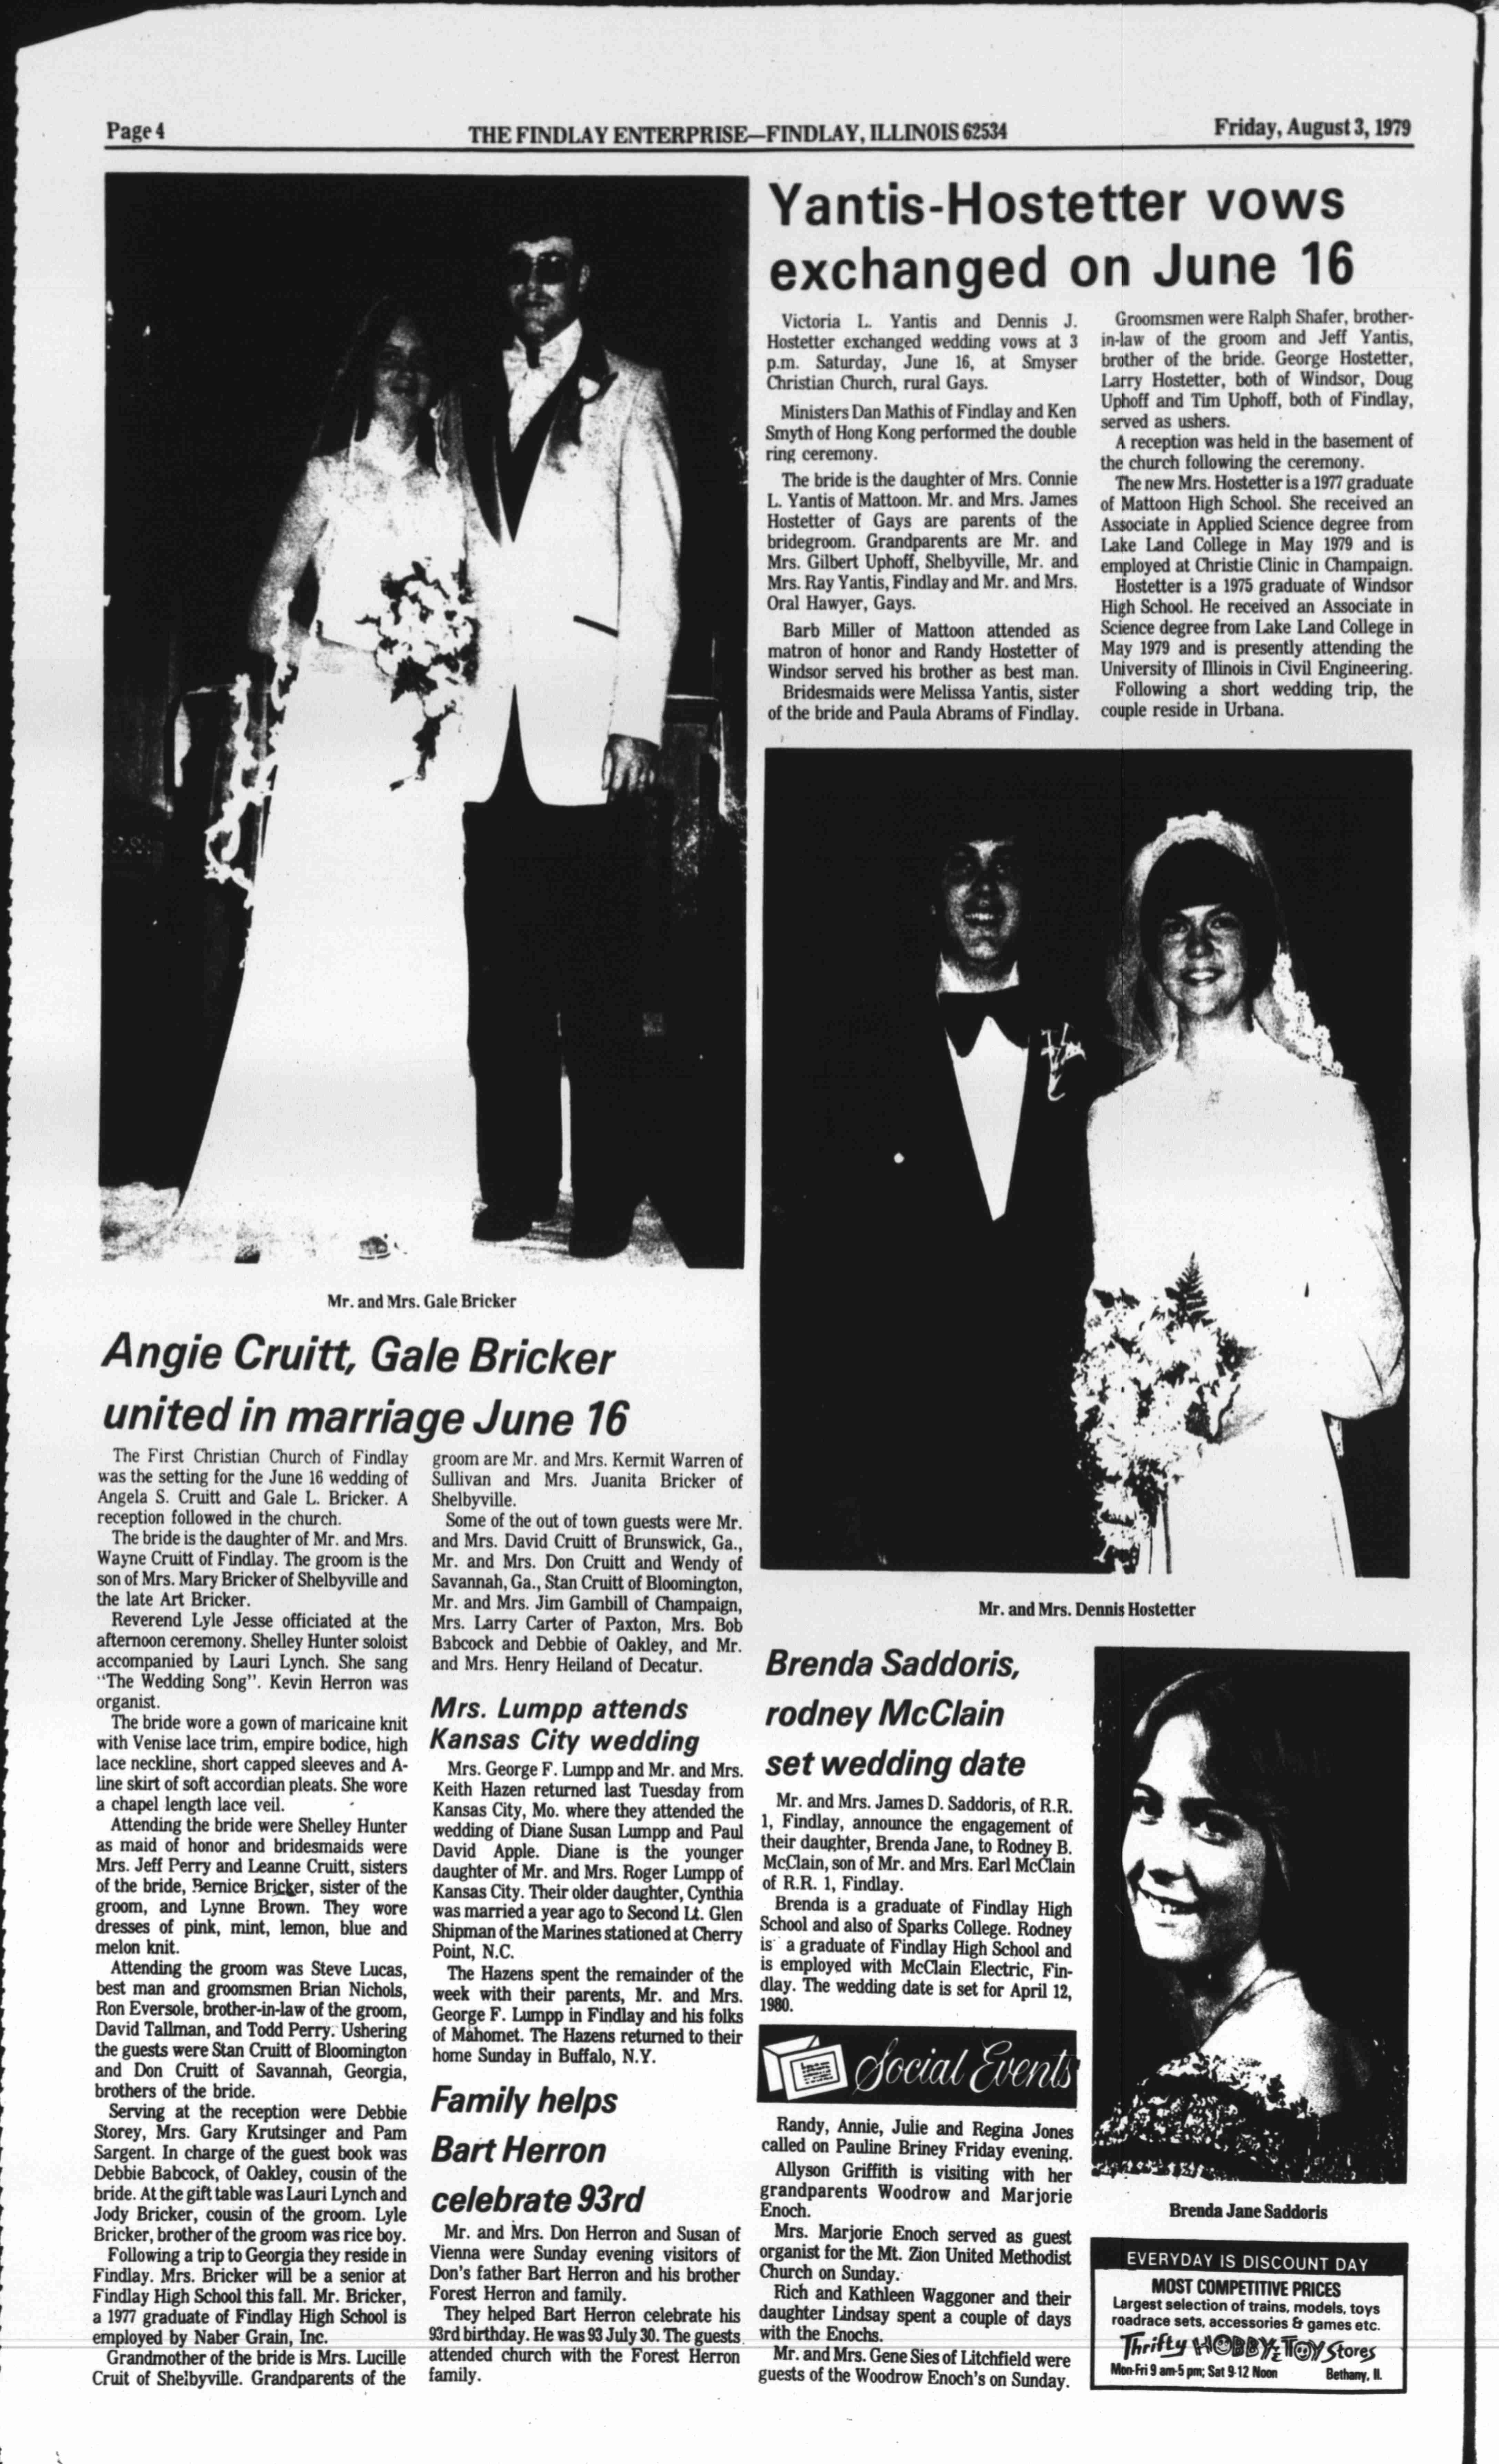 Page 4
THE FINDLAY ENTERPRISE—FINDLAY, ILLINOIS 62534
Friday, August 3, 1979
Yantis-Hostetter vows
exchanged on June 16
Victoria L. Yantis and Dennis J.
Hostetter exchanged wedding vows at 3
p.m. Saturday, June 16, at Smyser
Christian Church, rural Gays.
Ministers Dan Mathis of Findlay and Ken
Smyth of Hong Kong performed the double
ring ceremony.
The bride is the daughter of Mrs. Connie
L. Yantis of Mattoon. Mr. and Mrs. James
Hostetter of Gays are parents of the
bridegroom. Grandparents are Mr. and
Mrs. Gilbert Uphoff, Shelbyville, Mr. and
Mrs. Ray Yantis, Findlay and Mr. and Mrs.
Oral Hawyer, Gays.
Barb Miller of Mattoon attended as
matron of honor and Randy Hostetter of
Windsor served his brother as best man.
Bridesmaids were Melissa Yantis, sister
of the bride and Paula Abrams of Findlay.
Groomsmen were Ralph Shafer, brother-
in-law of the groom and Jeff Yantis,
brother of the bride. George Hostetter,
Larry Hostetter, both of Windsor, Doug
Uphoff and Tim Uphoff, both of Findlay,
served as ushers.
A reception was held in the basement of
the church following the ceremony.
The new Mrs. Hostetter is a 1977 graduate
of Mattoon High School. She received an
Associate in Applied Science degree from
Lake Land College in May 1979 and is
employed at Christie Clinic in Champaign.
Hostetter is a 1975 graduate of Windsor
High School. He received an Associate in
Science degree from Lake Land College in
May 1979 and is presently attending the
University of Illinois in Civil Engineering.
Following a short wedding trip, the
couple reside in Urbana.
Mr. and Mrs. Gale Bricker
Angie Cruitt, Gale Bricker
united in marriage June 16
The First Christian Church of Findlay
was the setting for the June 16 wedding of
Angela S. Cruitt and Gale L. Bricker. A
reception followed in the church.
The bride is the daughter of Mr. and Mrs.
Wayne Cruitt of Findlay. The groom is the
son of Mrs. Mary Bricker of Shelbyville and
the late Art Bricker.
Reverend Lyle Jesse officiated at the
afternoon ceremony. Shelley Hunter soloist
accompanied by Lauri Lynch. She sang
"The Wedding Song". Kevin Herron was
organist.
The bride wore a gown of maricaine knit
with Venise lace trim, empire bodice, high
lace neckline, short capped sleeves and A-
line skirt of soft accordian pleats. She wore
a chapel length lace veil.
Attending the bride were Shelley Hunter
as maid of honor and bridesmaids were
Mrs. Jeff Perry and Leanne Cruitt, sisters
of the bride, Bernice Bricker, sister of the
groom, and Lynne Brown. They wore
dresses of pink, mint, lemon, blue and
melon knit.
Attending the groom was Steve Lucas,
best man and groomsmen Brian Nichols,
Ron Eversole, brother-in-law of the groom,
David Tallman, and Todd Perry. Ushering
the guests were Stan Cruitt of Bloomington
and Don Cruitt of Savannah, Georgia,
brothers of the bride.
Serving at the reception were Debbie
Storey, Mrs. Gary Krutsinger and Pam
Sargent. In charge of the guest book was
Debbie Babcock, of Oakley, cousin of the
bride. At the gift table was Lauri Lynch and
Jody Bricker, cousin of the groom. Lyle
Bricker, brother of the groom was rice boy.
Following a trip to Georgia they reside in
Findlay. Mrs. Bricker will be a senior at
Findlay High School this fall. Mr. Bricker,
a 1977 graduate of Findlay High School is
employed by Naber Grain, Inc.
Grandmother of the bride is Mrs. Lucille
Cruit of Shelbyville. Grandparents of the
groom are Mr. and Mrs. Kermit Warren of
Sullivan and Mrs. Juanita Bricker of
Shelbyville.
Some of the out of town guests were Mr.
and Mrs. David Cruitt of Brunswick, Ga.,
Mr. and Mrs. Don Cruitt and Wendy of
Savannah, Ga., Stan Cruitt of Bloomington,
Mr. and Mrs. Jim Gambill of Champaign,
Mrs. Larry Carter of Paxton, Mrs. Bob
Babcock and Debbie of Oakley, and Mr.
and Mrs. Henry Heiland of Decatur.
Mrs. Lumpp attends
Kansas City wedding
Mrs. George F. Lumpp and Mr. and Mrs.
Keith Hazen returned last Tuesday from
Kansas City, Mo. where they attended the
wedding of Diane Susan Lumpp and Paul
David Apple. Diane is the younger
daughter of Mr. and Mrs. Roger Lumpp of
Kansas City. Their older daughter, Cynthia
was married a year ago to Second Lt. Glen
Shipman of the Marines stationed at Cherry
Point, N.C.
The Hazens spent the remainder of the
week with their parents, Mr. and Mrs.
George F. Lumpp in Findlay and his folks
of Mahomet. The Hazens returned to their
home Sunday in Buffalo, N.Y.
Family helps
Bart Herron
celebrate 93rd
Mr. and Mrs. Don Herron and Susan of
Vienna were Sunday evening visitors of
Don's father Bart Herron and his brother
Forest Herron and family.
They helped Bart Herron celebrate his
93rd birthday. He was 93 July 30. The guests
attended church with the Forest Herron
family.
Mr. and Mrs. Dennis Hostetter
Brenda Saddoris,
rodney McClain
set wedding date
Mr. and Mrs. James D. Saddoris, of R.R.
1, Findlay, announce the engagement of
their daughter, Brenda Jane, to Rodney B.
McClain, son of Mr. and Mrs. Earl McClain
of R.R. 1, Findlay.
Brenda is a graduate of Findlay High
School and also of Sparks College. Rodney
is a graduate of Findlay High School and
is employed with McClain Electric, Fin-
dlay. The wedding date is set for April 12,
1980.
Social Events
Randy, Annie, Julie and Regina Jones
called on Pauline Briney Friday evening.
Allyson Griffith is visiting with her
grandparents Woodrow and Marjorie
Enoch.
Mrs. Marjorie Enoch served as guest
organist for the Mt. Zion United Methodist
Church on Sunday.
Rich and Kathleen Waggoner and their
daughter Lindsay spent a couple of days
with the Enochs.
Mr. and Mrs. Gene Sies of Litchfield were
guests of the Woodrow Enoch's on Sunday.
Brenda Jane Saddoris
EVERYDAY IS DISCOUNT DAY
MOST COMPETITIVE PRICES
Largest selection of trains, models, toys
roadrace sets, accessories & games etc.
Thrifty HOBBY & TOY Stores
Mon-Fri 9 am-5 pm; Sat 9-12 Noon
Bethany, Il.